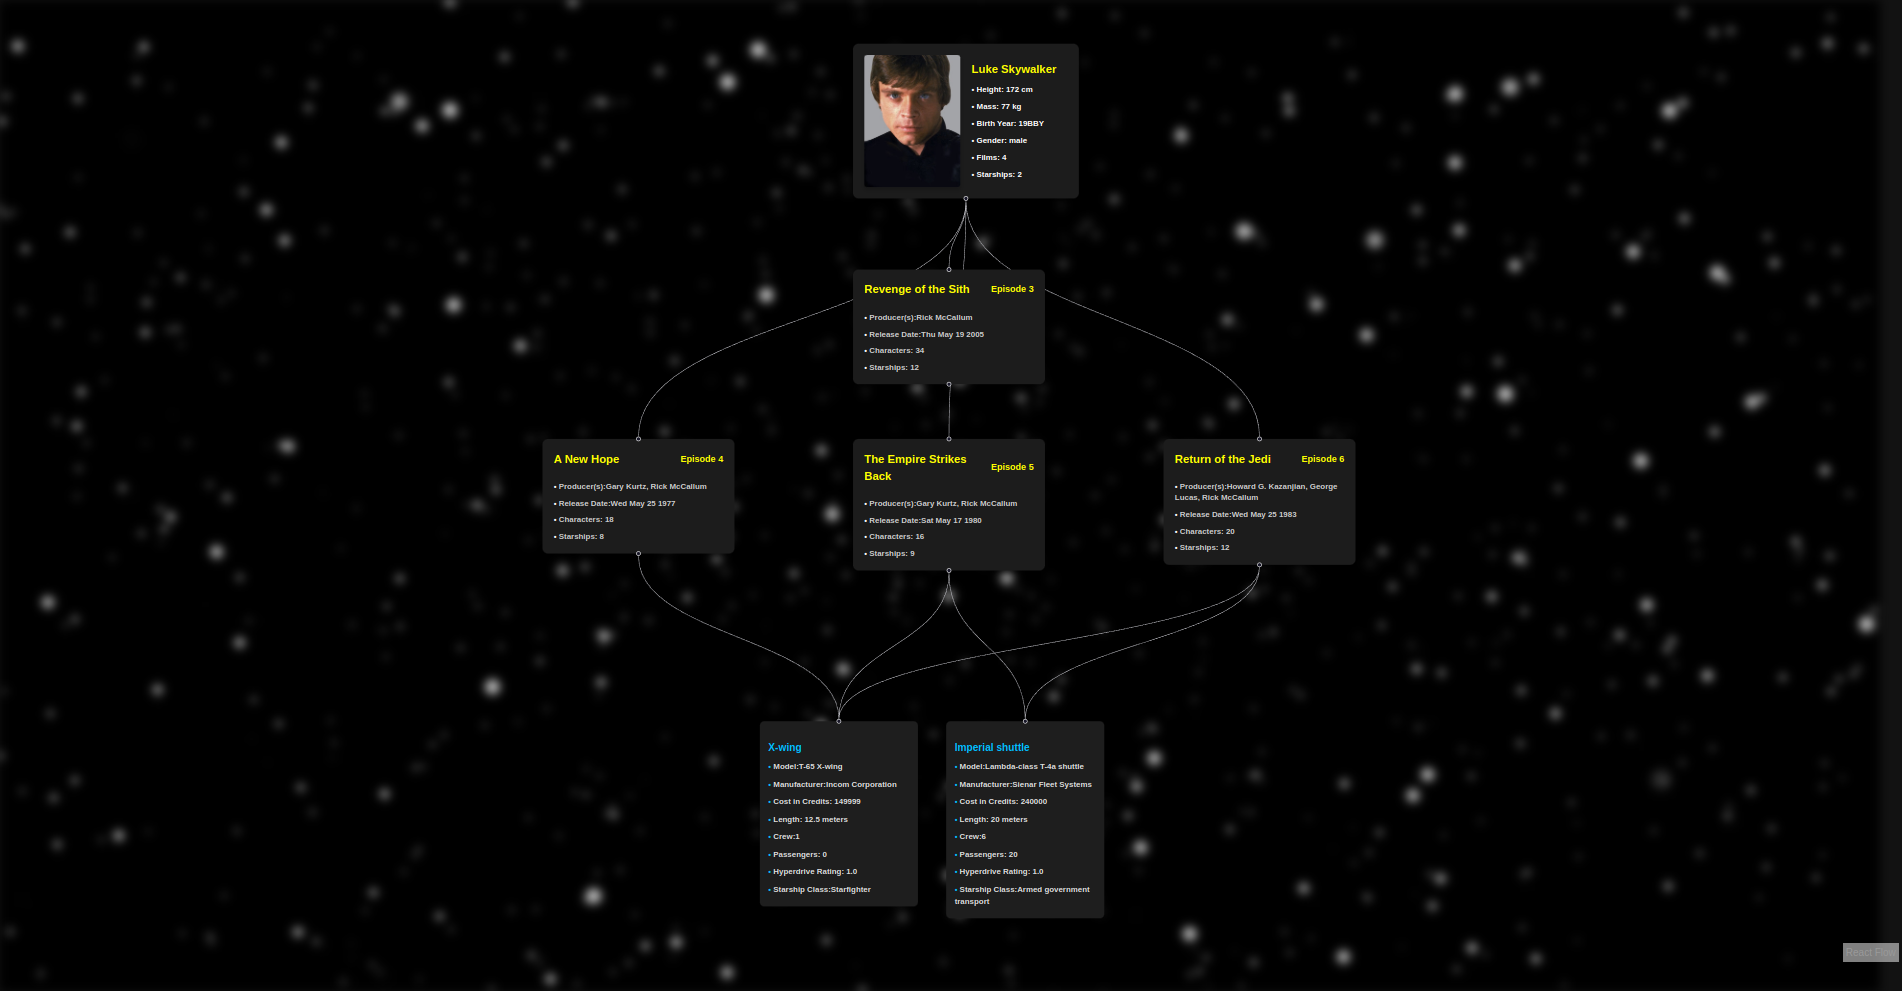 Luke Skywalker
• Height: 172 cm
• Mass: 77 kg
• Birth Year: 19BBY
• Gender: male
• Films: 4
• Starships: 2
Revenge of the Sith Episode 3
• Producer(s):Rick McCallum
• Release Date:Thu May 19 2005
• Characters: 34
• Starships: 12
A New Hope Episode 4
• Producer(s):Gary Kurtz, Rick McCallum
• Release Date:Wed May 25 1977
• Characters: 18
• Starships: 8
The Empire Strikes
Back
Episode 5
• Producer(s):Gary Kurtz, Rick McCallum
• Release Date:Sat May 17 1980
• Characters: 16
• Starships: 9
Return of the Jedi Episode 6
• Producer(s):Howard G. Kazanjian, George
Lucas, Rick McCallum
• Release Date:Wed May 25 1983
• Characters: 20
• Starships: 12
X-wing
• Model:T-65 X-wing
• Manufacturer:Incom Corporation
• Cost in Credits: 149999
• Length: 12.5 meters
• Crew:1
• Passengers: 0
• Hyperdrive Rating: 1.0
• Starship Class:Starfighter
Imperial shuttle
• Model:Lambda-class T-4a shuttle
• Manufacturer:Sienar Fleet Systems
• Cost in Credits: 240000
• Length: 20 meters
• Crew:6
• Passengers: 20
• Hyperdrive Rating: 1.0
• Starship Class:Armed government
transport
React Flow